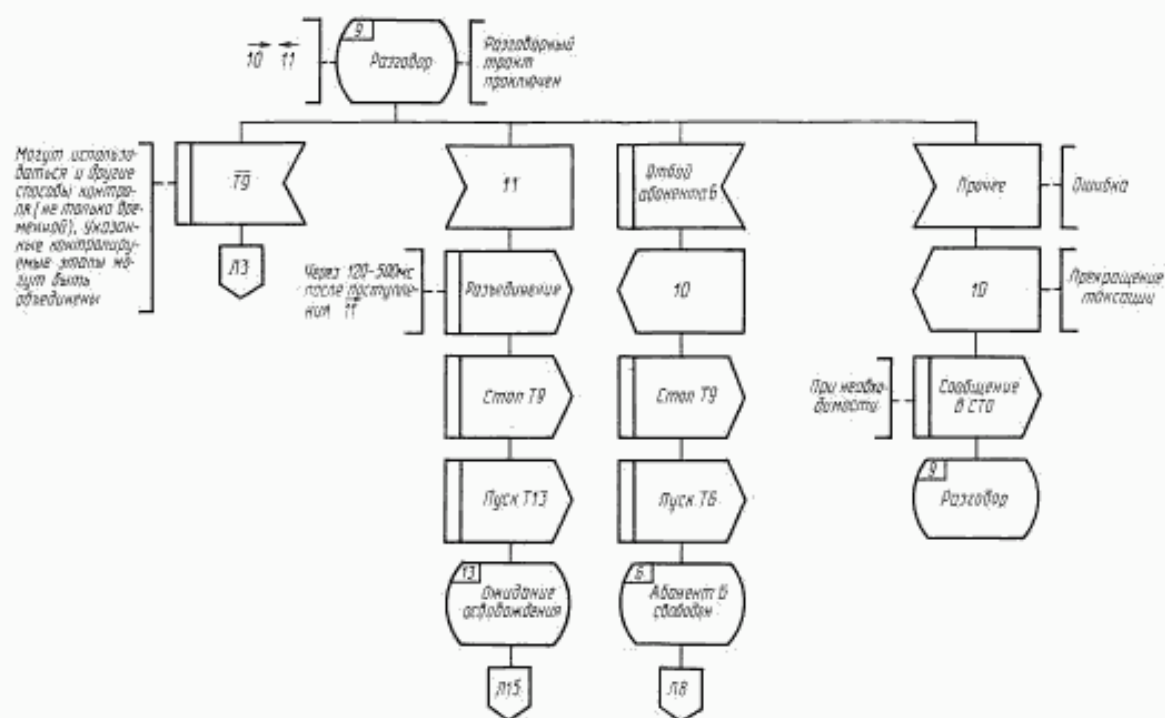 9
Разговор
10 11
Разговорный
тракт
проключен
Могут использо-
ваться и другие
способы контро-
ля (не только вре-
менной), указан-
ные контролиру-
емые этапы мо-
гут быть
объединены
Т9
Л3
11
Через 120-500мс
после поступле-
ния 11
Разъединение
Стоп Т9
Пуск Т13
13
Ожидание
освобождения
Л15
Отбой
абонента Б
10
Стоп Т9
Пуск Т6
6
Абонент Б
свободен
Л8
Прочее
Ошибка
10
Прекращение
таксации
При необхо-
димости
Сообщение
в СТО
9
Разговор